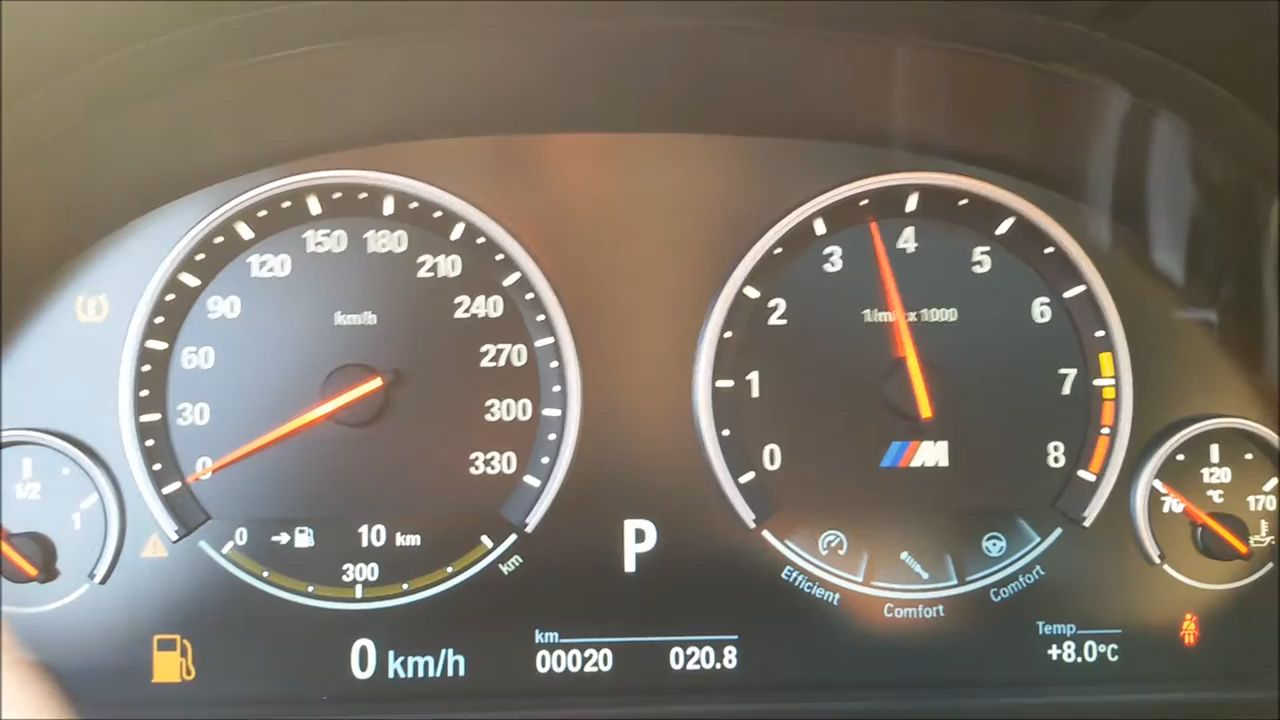 150 180
120 210
90 240
km/h
60 270
30 300
0 330
1/2
1
0 10 km
300
km
3 4 5
2 6
1/min x 1000
1 7
0 M 8
Efficient
Comfort
Comfort
120
°C
70 170
P
0 km/h
km
00020 020.8
Temp
+8.0°C